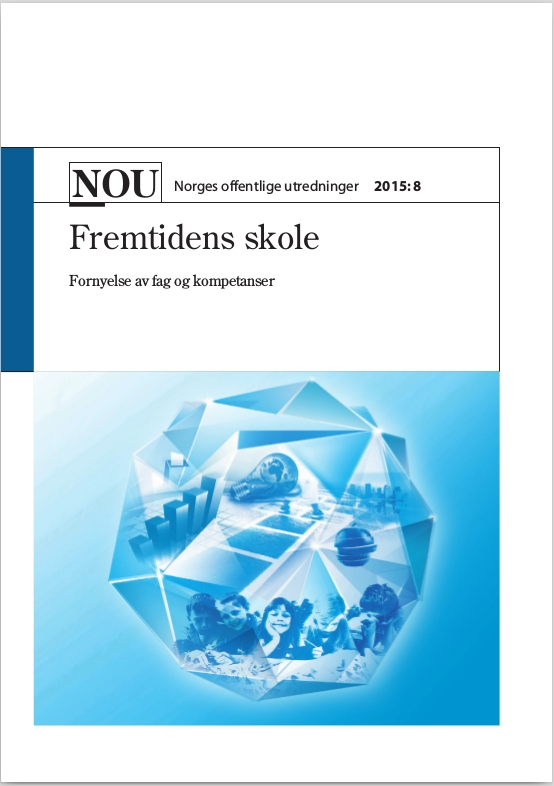 NOU Norges offentlige utredninger 2015: 8
Fremtidens skole
Fornyelse av fag og kompetanser